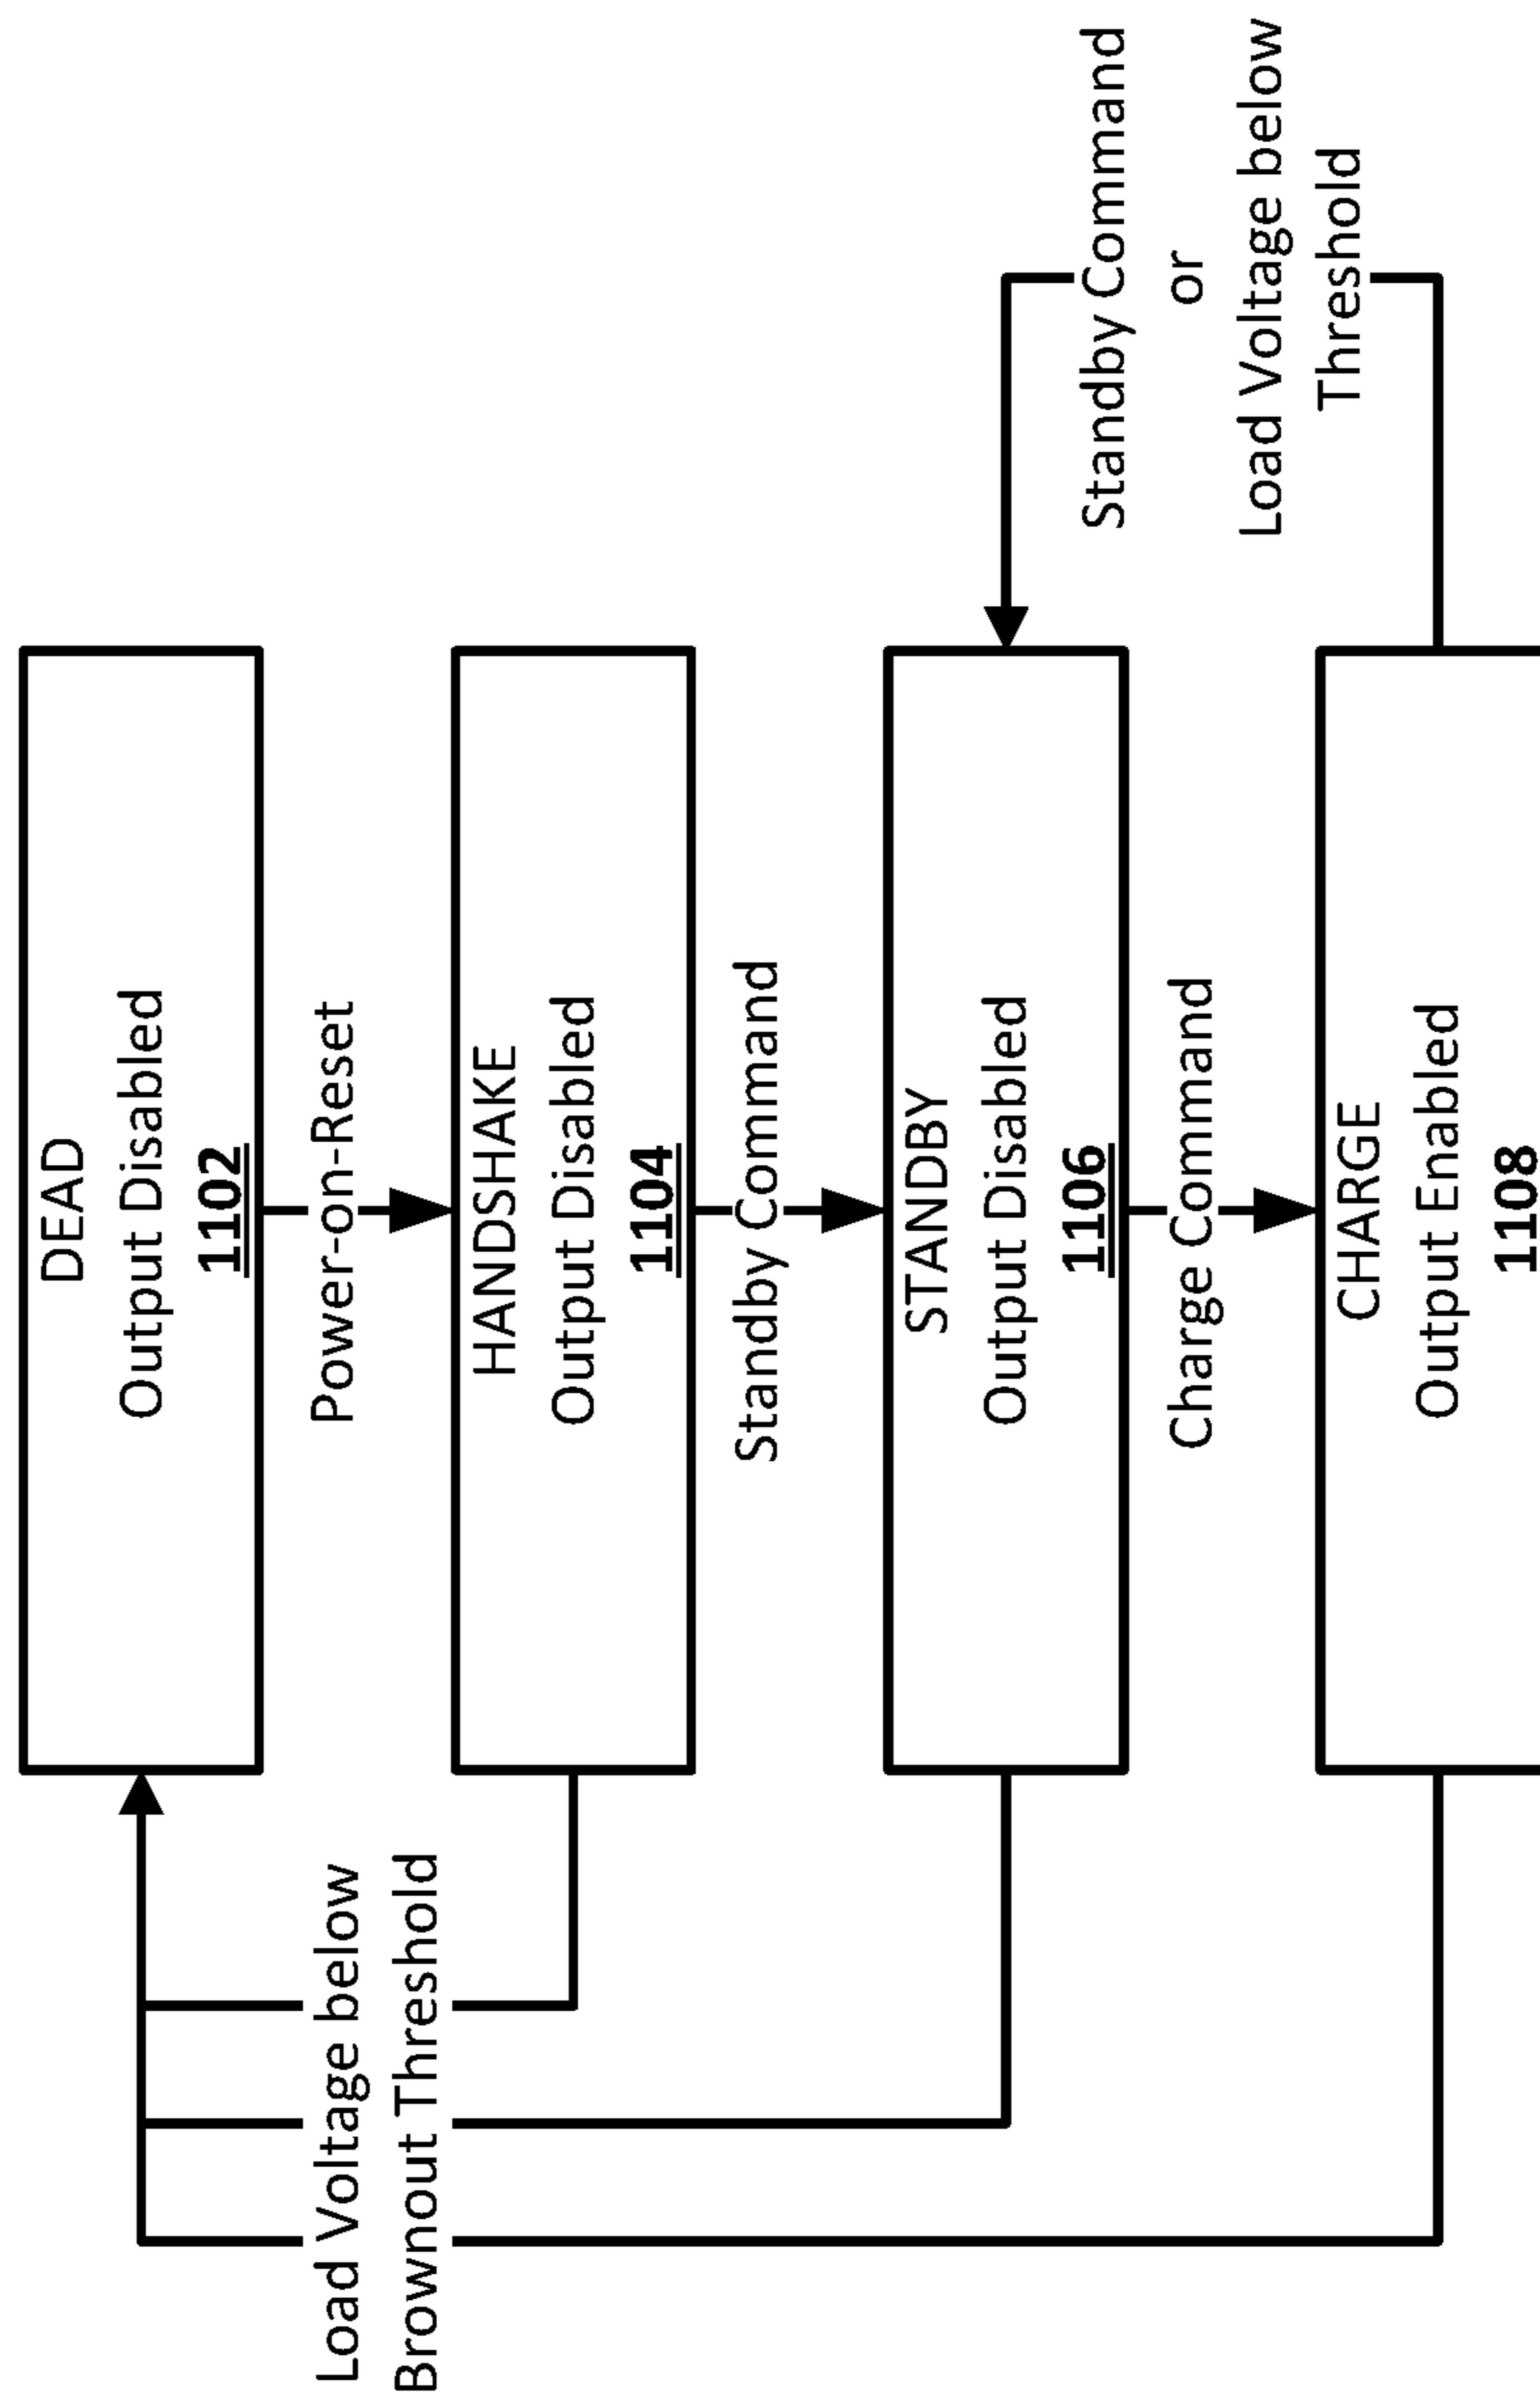 DEAD
Output Disabled
1102
Power-on-Reset
HANDSHAKE
Output Disabled
1104
Standby Command
STANDBY
Output Disabled
1106
Charge Command
CHARGE
Output Enabled
1108
Load Voltage below
Brownout Threshold
Standby Command
or
Load Voltage below
Threshold